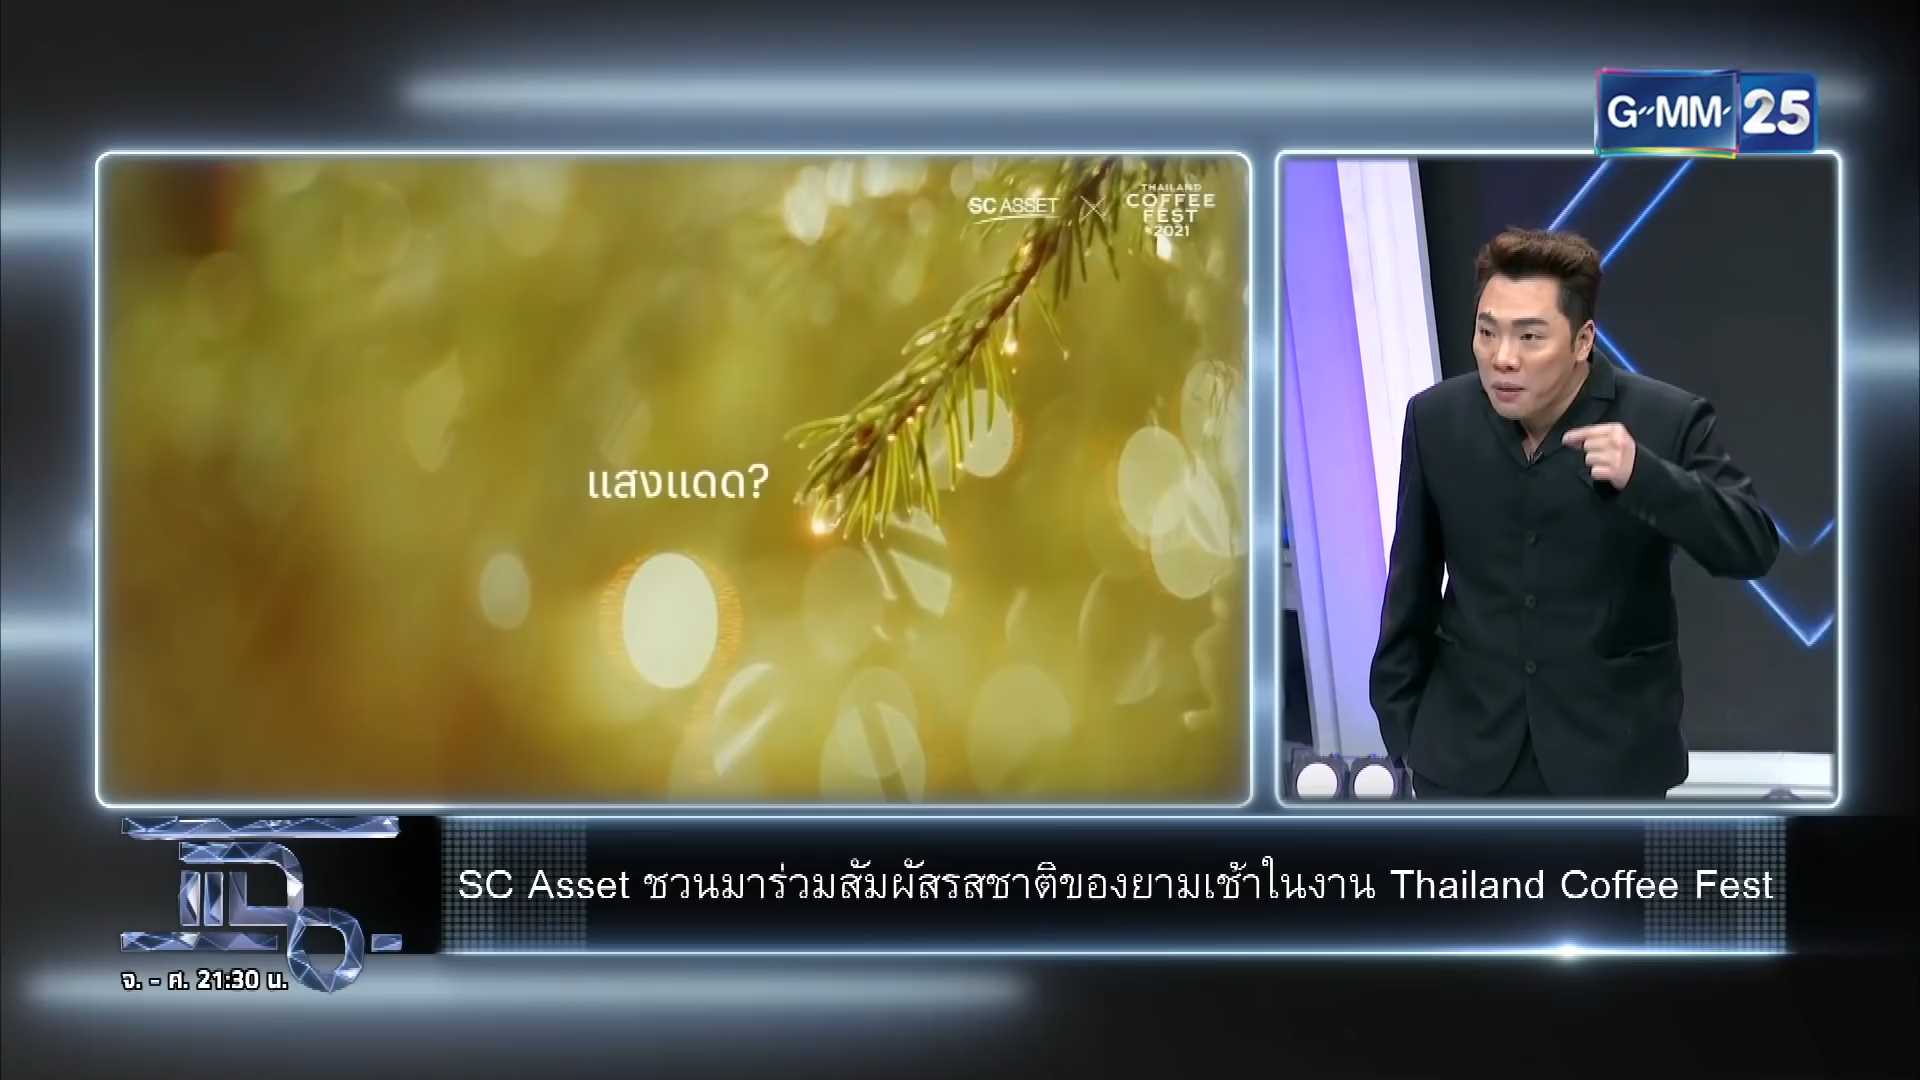 G"MM' 25
SC ASSET X THAILAND
COFFEE
FEST
2021
แสงแดด?
SC Asset ชวนมาร่วมสัมผัสรสชาติของยามเช้าในงาน Thailand Coffee Fest
แฉ
จ. - ศ. 21:30 น.